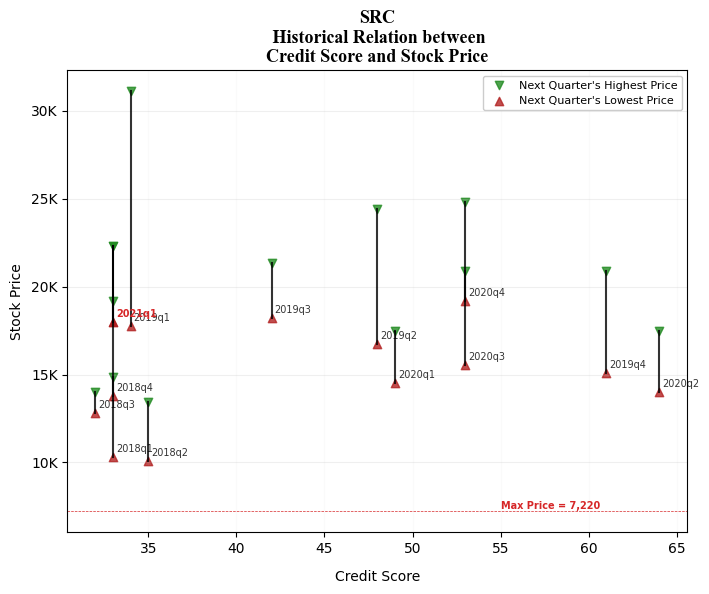 SRC
Historical Relation between
Credit Score and Stock Price
Next Quarter's Highest Price
Next Quarter's Lowest Price
30K
25K
20K
15K
10K
Stock Price
2021q1
2019q1
2019q3
2020q4
2019q2
2020q3
2019q4
2020q1
2020q2
2018q4
2018q3
2018q1
2018q2
Max Price = 7,220
35
40
45
50
55
60
65
Credit Score